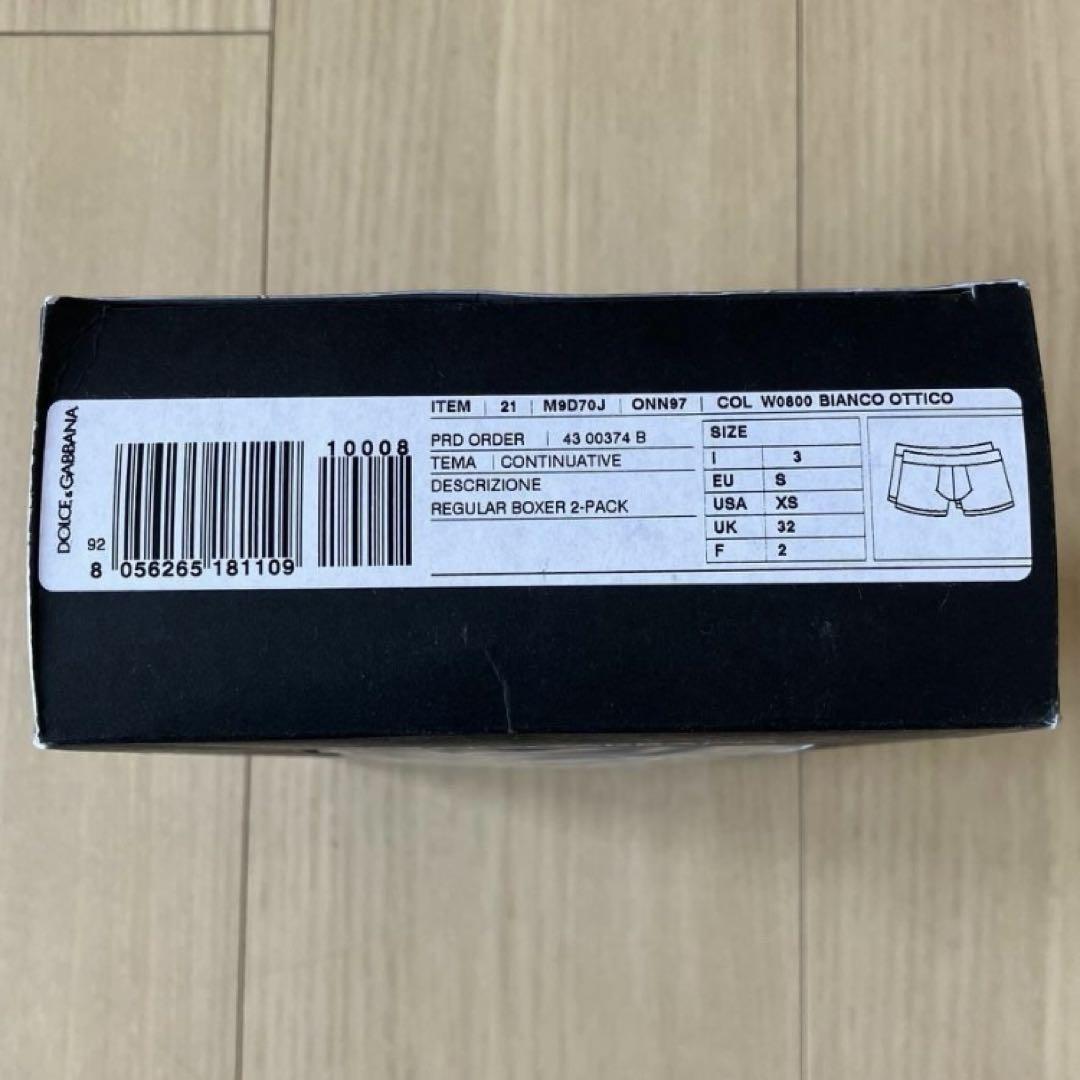 DOLCE & GABBANA
92
10008
8 056265 181109
ITEM | 21 | M9D70J | ONN97 | COL W0800 BIANCO OTTICO
PRD ORDER | 43 00374 B
TEMA | CONTINUATIVE
DESCRIZIONE
REGULAR BOXER 2-PACK
SIZE
I 3
EU S
USA XS
UK 32
F 2